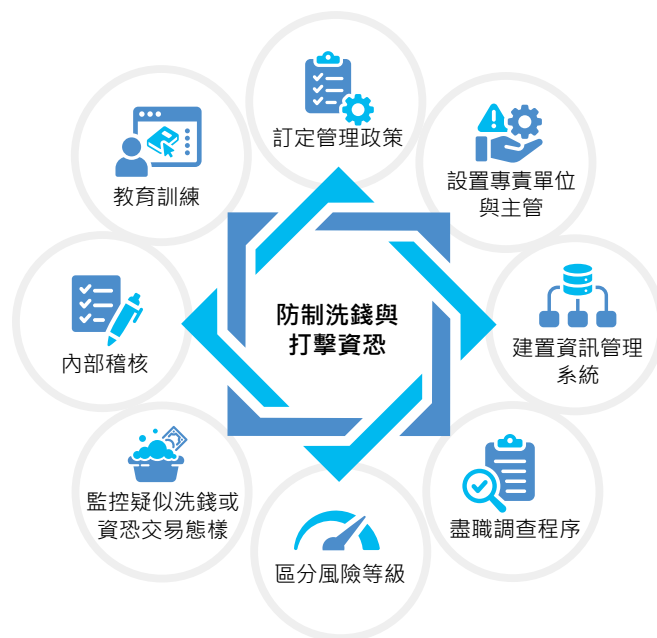 訂定管理政策
設置專責單位
與主管
建置資訊管理
系統
盡職調查程序
區分風險等級
監控疑似洗錢或
資恐交易態樣
內部稽核
教育訓練
防制洗錢與
打擊資恐